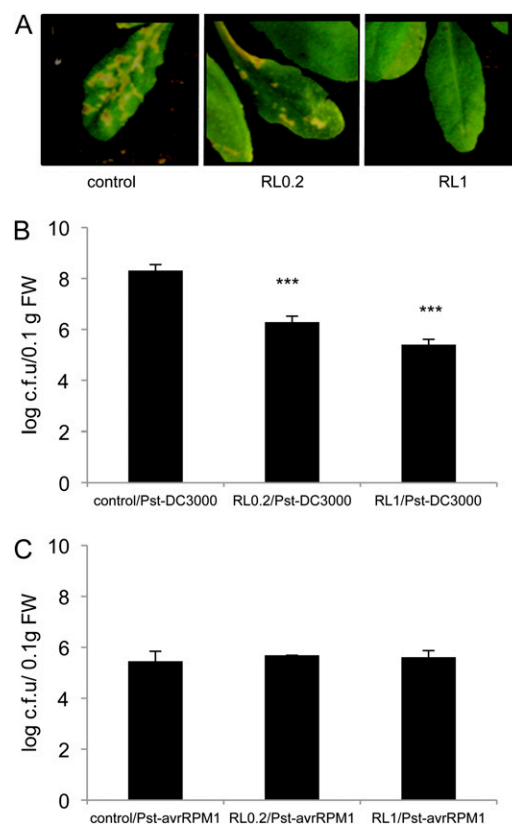 A
control RL0.2 RL1
B
log c.f.u/0.1 g FW
10
8
6
4
2
0
***
***
control/Pst-DC3000 RL0.2/Pst-DC3000 RL1/Pst-DC3000
C
log c.f.u/ 0.1g FW
10
8
6
4
2
0
control/Pst-avrRPM1 RL0.2/Pst-avrRPM1 RL1/Pst-avrRPM1